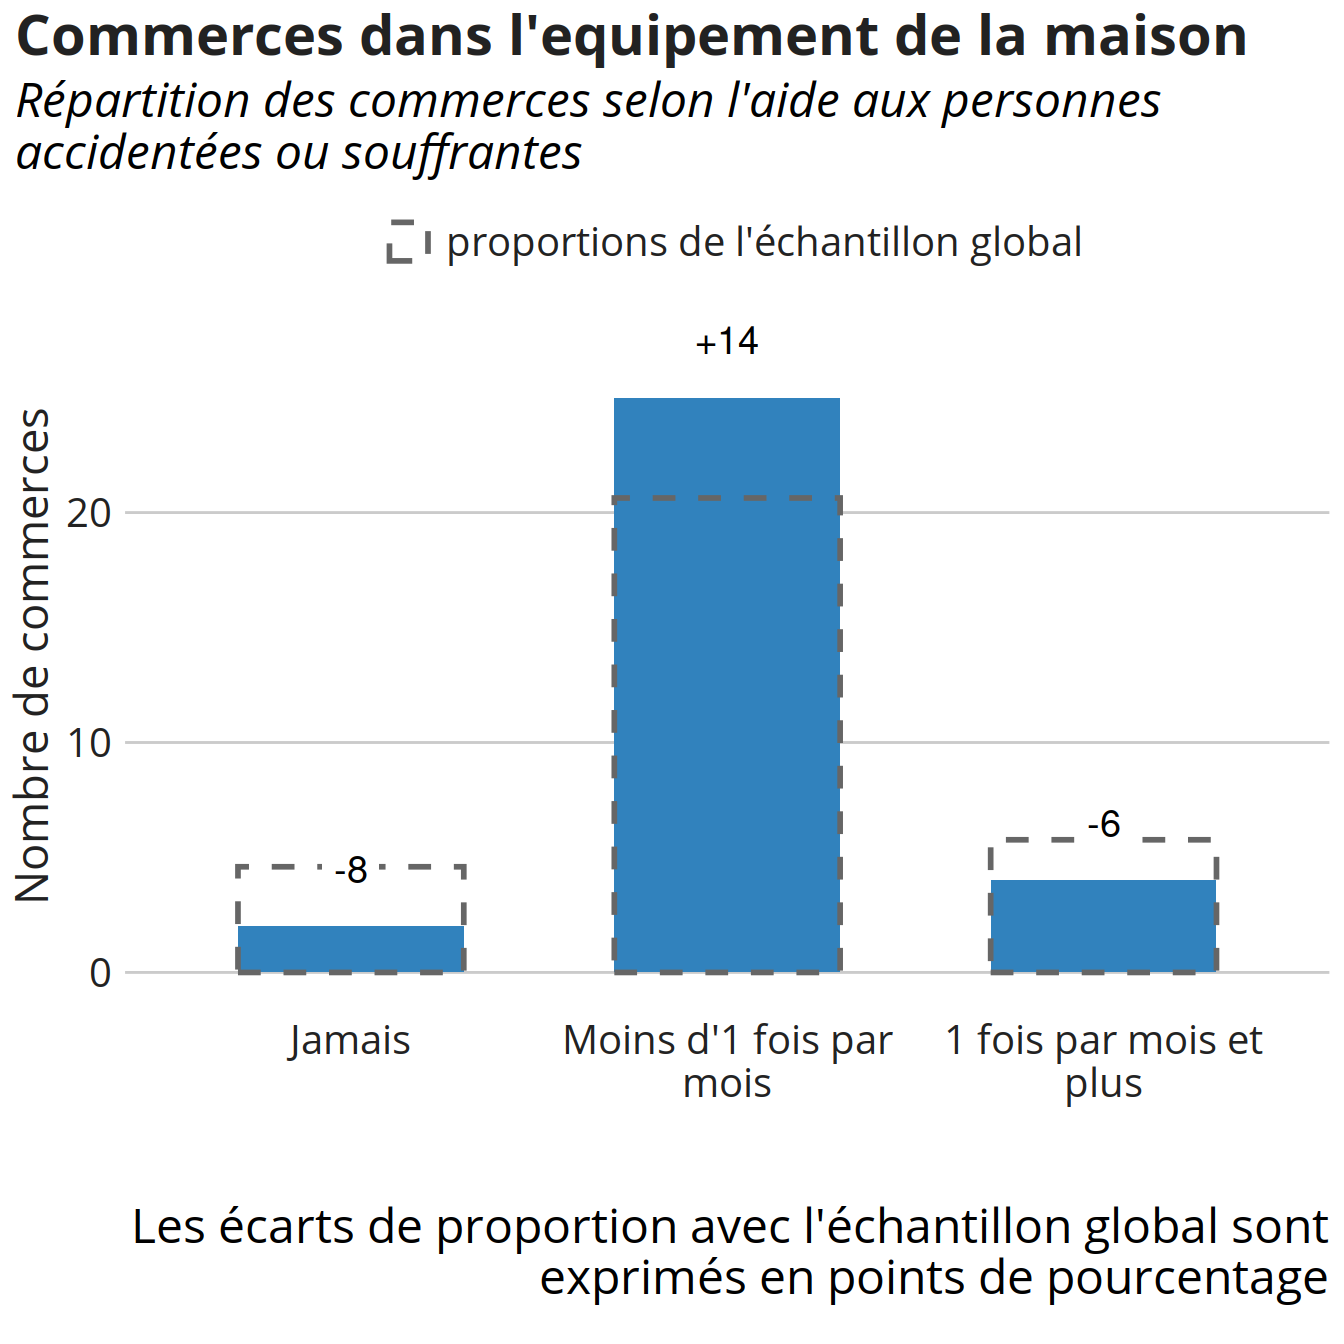 Commerces dans l'equipement de la maison
Répartition des commerces selon l'aide aux personnes
accidentées ou souffrantes
proportions de l'échantillon global
+14
Nombre de commerces
20
10
-6
-8
0
Jamais
Moins d'1 fois par
mois
1 fois par mois et
plus
Les écarts de proportion avec l'échantillon global sont
exprimés en points de pourcentage